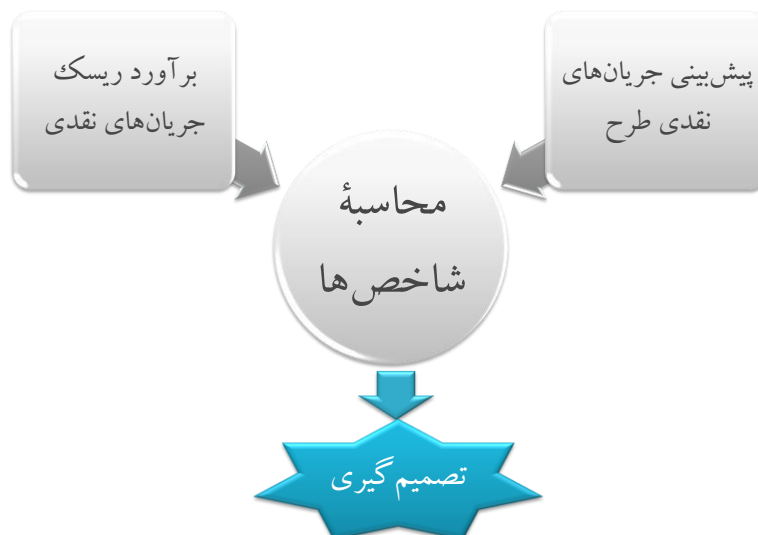 پیش‌بینی جریان‌های
نقدی طرح
برآورد ریسک
جریان‌های نقدی
محاسبهٔ
شاخص‌ها
تصمیم‌گیری